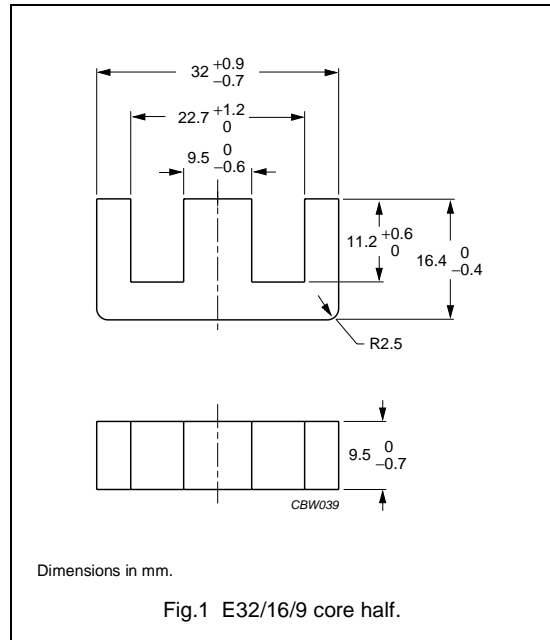 32 +0.9 −0.7
22.7 +1.2 0
9.5 0 −0.6
11.2 +0.6 0
16.4 0 −0.4
R2.5
9.5 0 −0.7
CBW039
Dimensions in mm.
Fig.1 E32/16/9 core half.